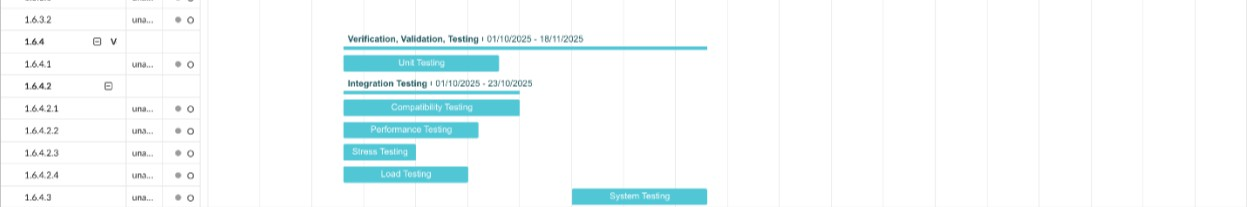 1.6.3.2 una...
1.6.4 V Verification, Validation, Testing 01/10/2025 - 18/11/2025
1.6.4.1 una... Unit Testing
1.6.4.2 Integration Testing 01/10/2025 - 23/10/2025
1.6.4.2.1 una... Compatibility Testing
1.6.4.2.2 una... Performance Testing
1.6.4.2.3 una... Stress Testing
1.6.4.2.4 una... Load Testing
1.6.4.3 una... System Testing